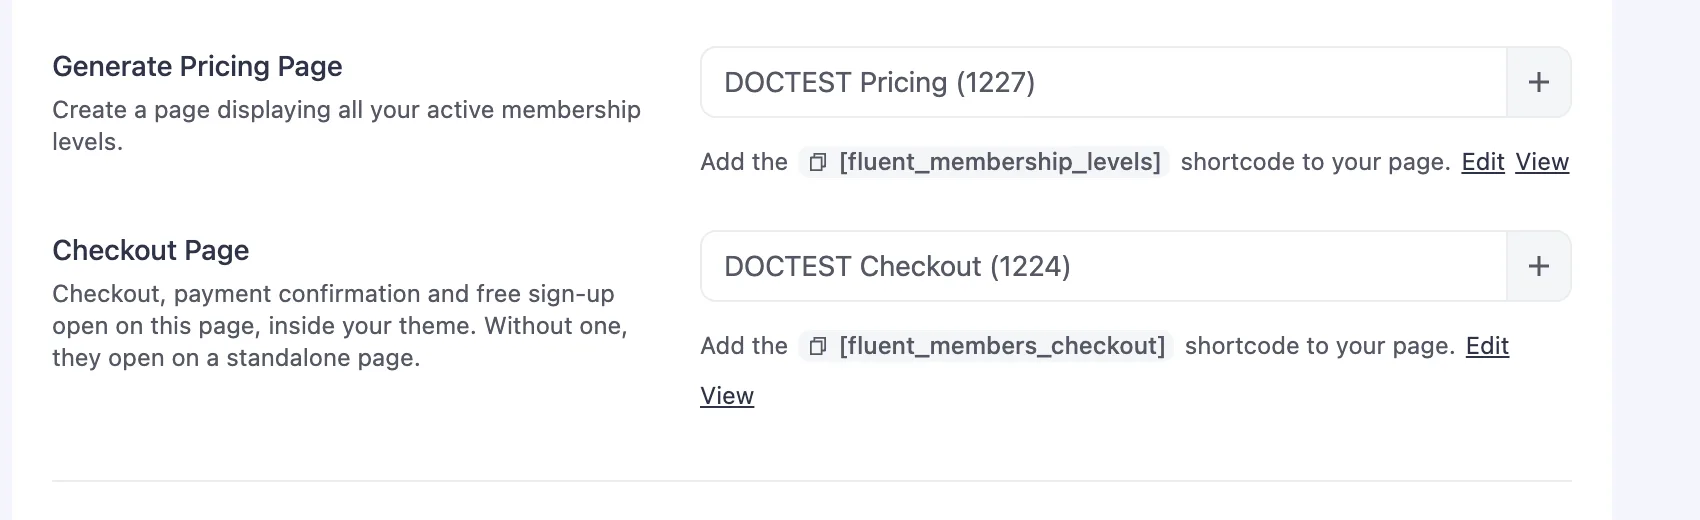 Generate Pricing Page
Create a page displaying all your active membership
levels.
DOCTEST Pricing (1227)
+
Add the [fluent_membership_levels] shortcode to your page. Edit View
Checkout Page
Checkout, payment confirmation and free sign-up
open on this page, inside your theme. Without one,
they open on a standalone page.
DOCTEST Checkout (1224)
+
Add the [fluent_members_checkout] shortcode to your page. Edit
View